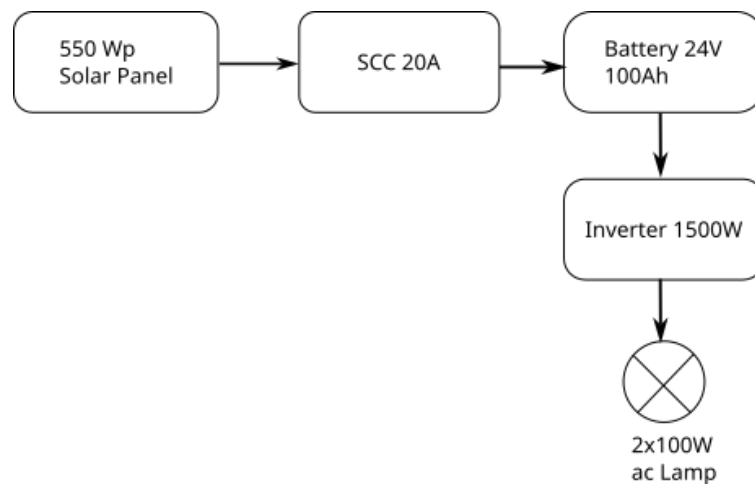 550 Wp
Solar Panel
SCC 20A
Battery 24V
100Ah
Inverter 1500W
2x100W
ac Lamp